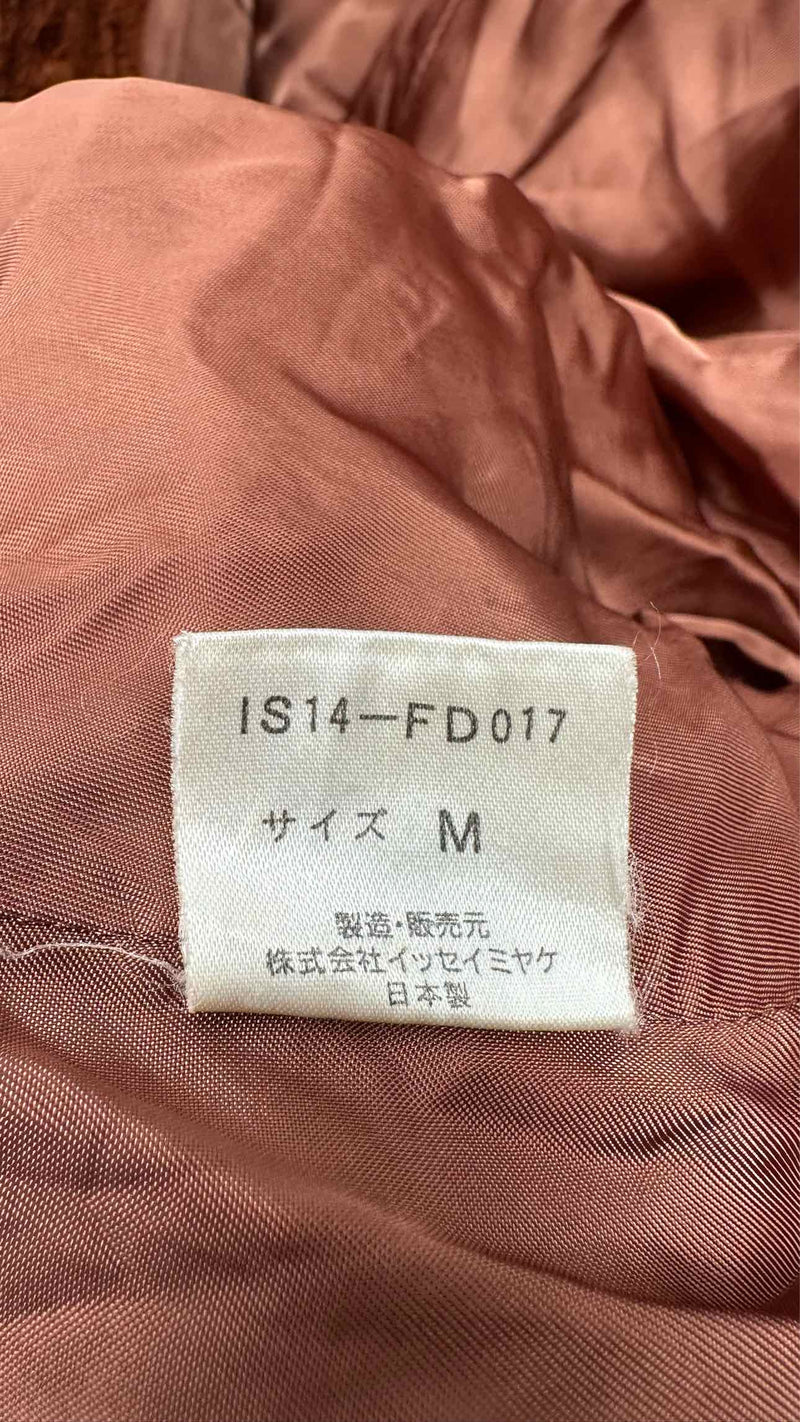 IS14－FD017
サイズ M
製造・販売元
株式会社イッセイミヤケ
日本製